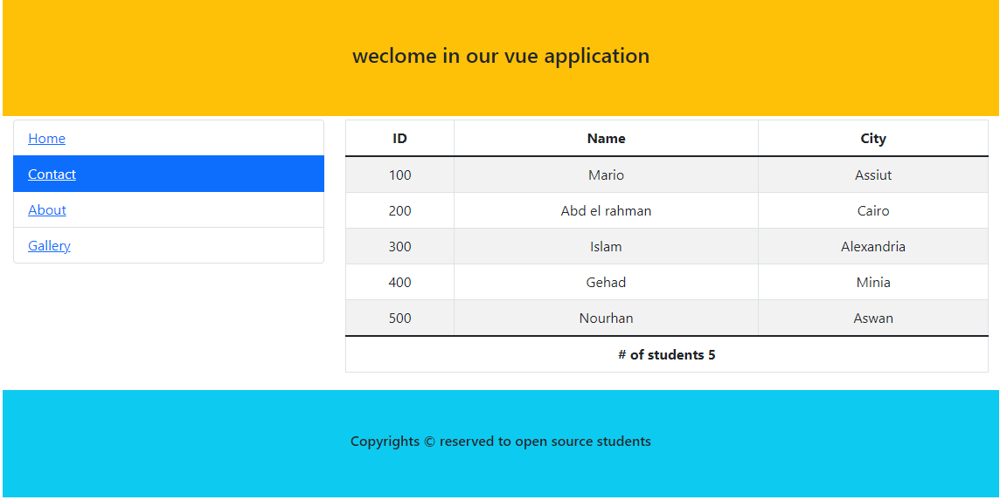 weclome in our vue application
Home
Contact
About
Gallery
ID Name City
100 Mario Assiut
200 Abd el rahman Cairo
300 Islam Alexandria
400 Gehad Minia
500 Nourhan Aswan
# of students 5
Copyrights © reserved to open source students